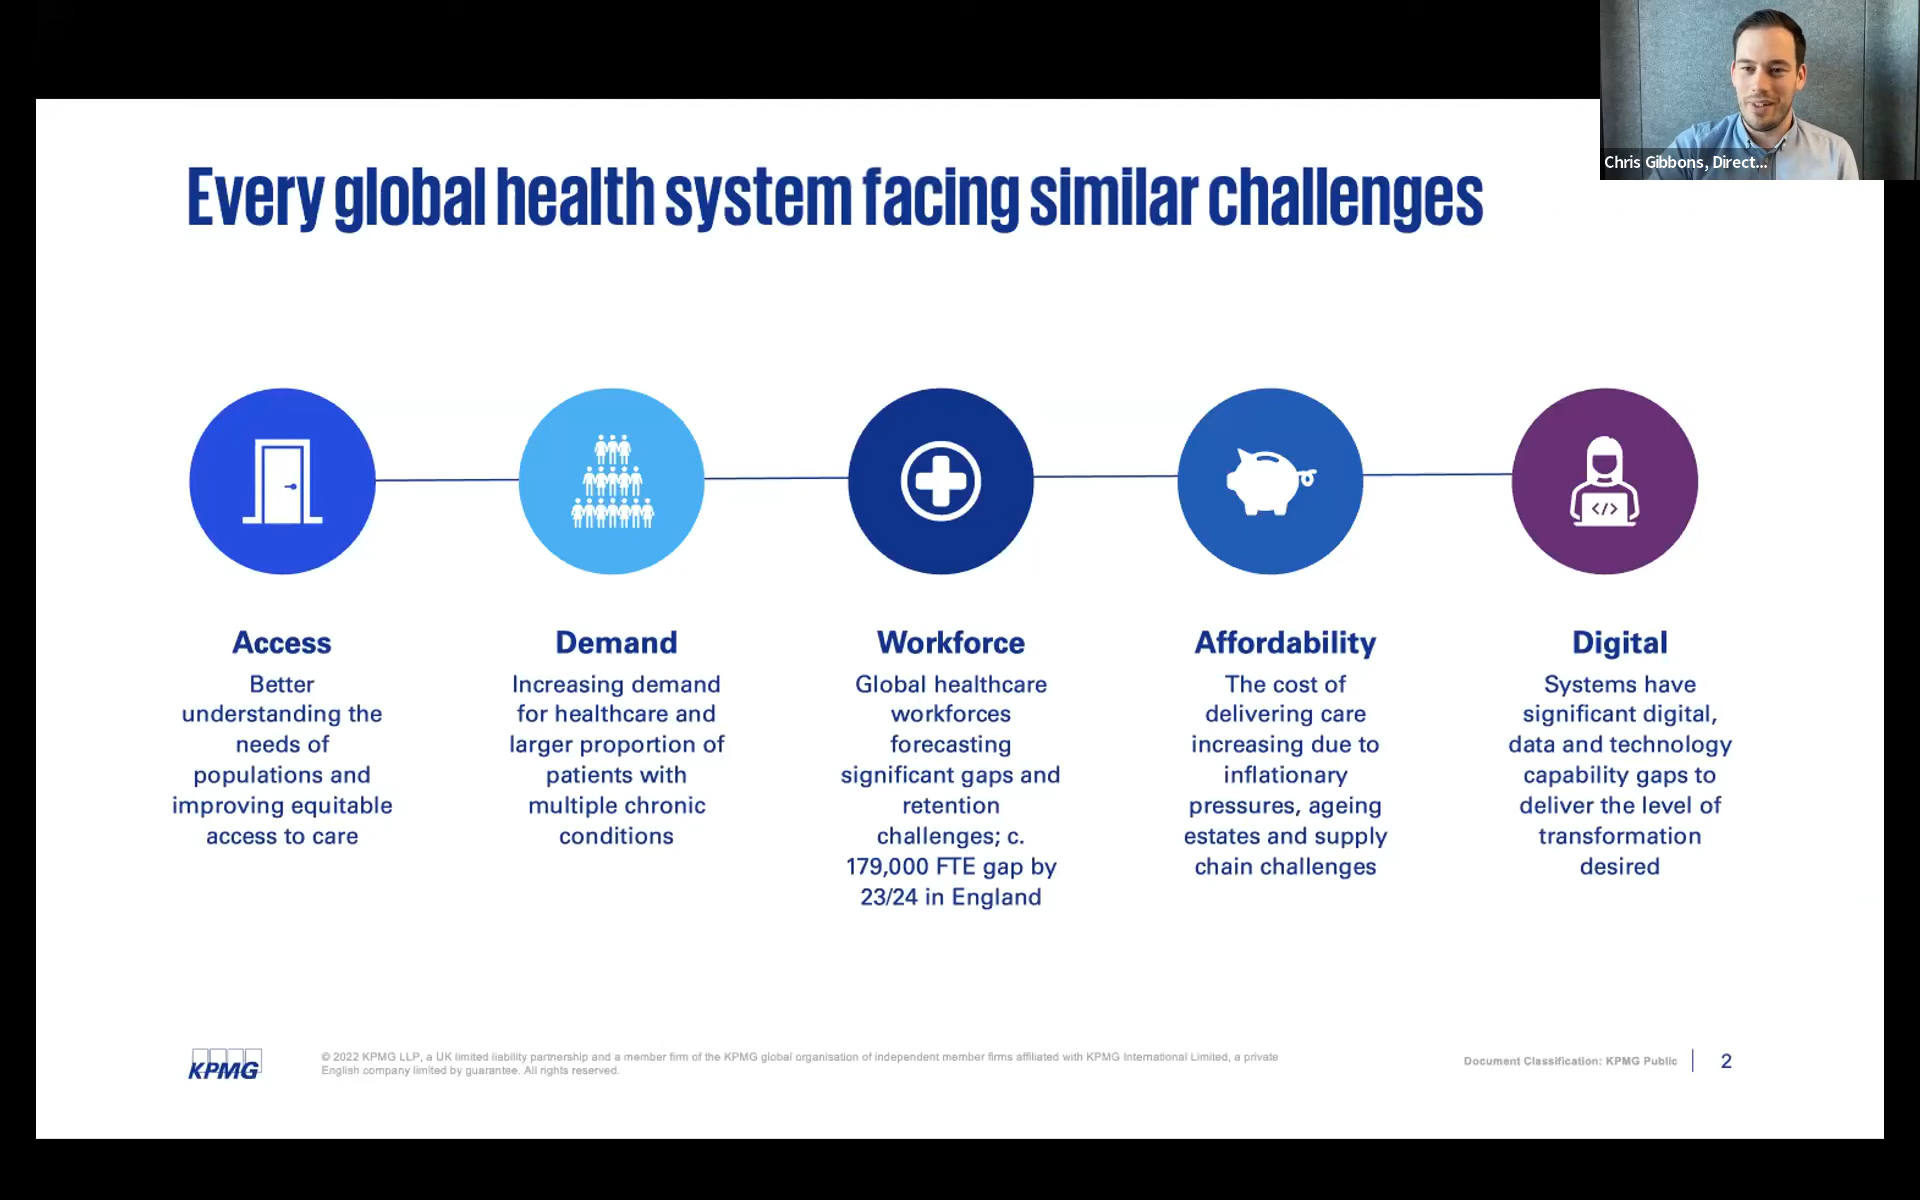 Chris Gibbons, Direct...
Every global health system facing similar challenges
</>
Access
Better
understanding the
needs of
populations and
improving equitable
access to care
Demand
Increasing demand
for healthcare and
larger proportion of
patients with
multiple chronic
conditions
Workforce
Global healthcare
workforces
forecasting
significant gaps and
retention
challenges; c.
179,000 FTE gap by
23/24 in England
Affordability
The cost of
delivering care
increasing due to
inflationary
pressures, ageing
estates and supply
chain challenges
Digital
Systems have
significant digital,
data and technology
capability gaps to
deliver the level of
transformation
desired
KPMG
© 2022 KPMG LLP, a UK limited liability partnership and a member firm of the KPMG global organisation of independent member firms affiliated with KPMG International Limited, a private
English company limited by guarantee. All rights reserved.
Document Classification: KPMG Public
2